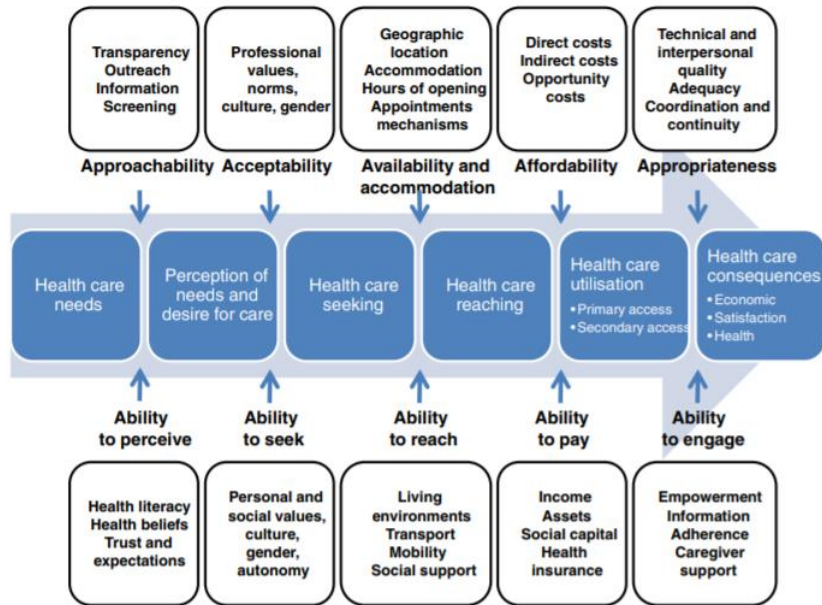 Transparency
Outreach
Information
Screening
Professional
values,
norms,
culture, gender
Geographic
location
Accommodation
Hours of opening
Appointments
mechanisms
Direct costs
Indirect costs
Opportunity
costs
Technical and
interpersonal
quality
Adequacy
Coordination and
continuity
Approachability
Acceptability
Availability and
accommodation
Affordability
Appropriateness
Health care
needs
Perception of
needs and
desire for care
Health care
seeking
Health care
reaching
Health care
utilisation
• Primary access
• Secondary access
Health care
consequences
• Economic
• Satisfaction
• Health
Ability
to perceive
Ability
to seek
Ability
to reach
Ability
to pay
Ability
to engage
Health literacy
Health beliefs
Trust and
expectations
Personal and
social values,
culture,
gender,
autonomy
Living
environments
Transport
Mobility
Social support
Income
Assets
Social capital
Health
insurance
Empowerment
Information
Adherence
Caregiver
support